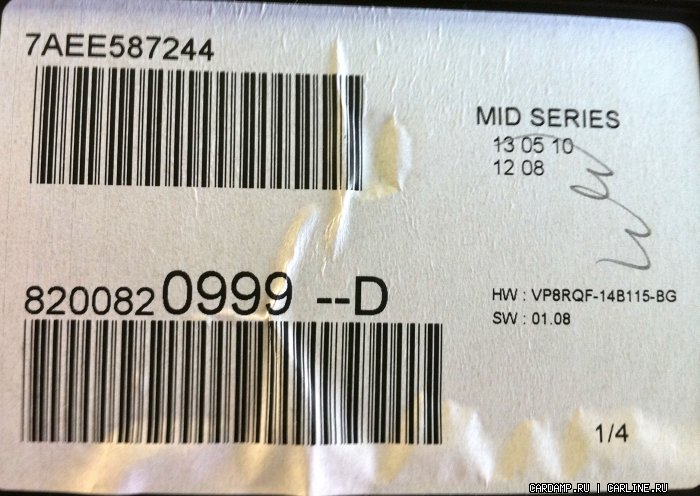 7AEE587244
MID SERIES
13 05 10
12 08
8200820999 --D
HW : VP8RQF-14B115-BG
SW : 01.08
1/4
CARDAMP.RU | CARLINE.RU